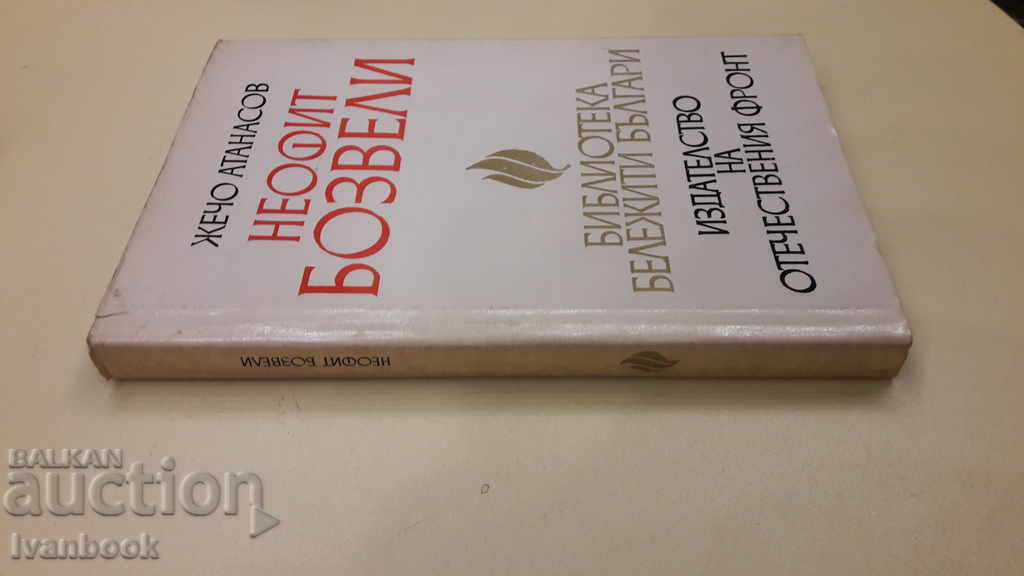 ЖЕЧО АТАНАСОВ
НЕОФИТ
БОЗВЕЛИ
БИБЛИОТЕКА
БЕЛЕЖИТИ БЪЛГАРИ
ИЗДАТЕЛСТВО
НА
ОТЕЧЕСТВЕНИЯ ФРОНТ
НЕОФИТ БОЗВЕЛИ
BALKAN
auction
Ivanbook